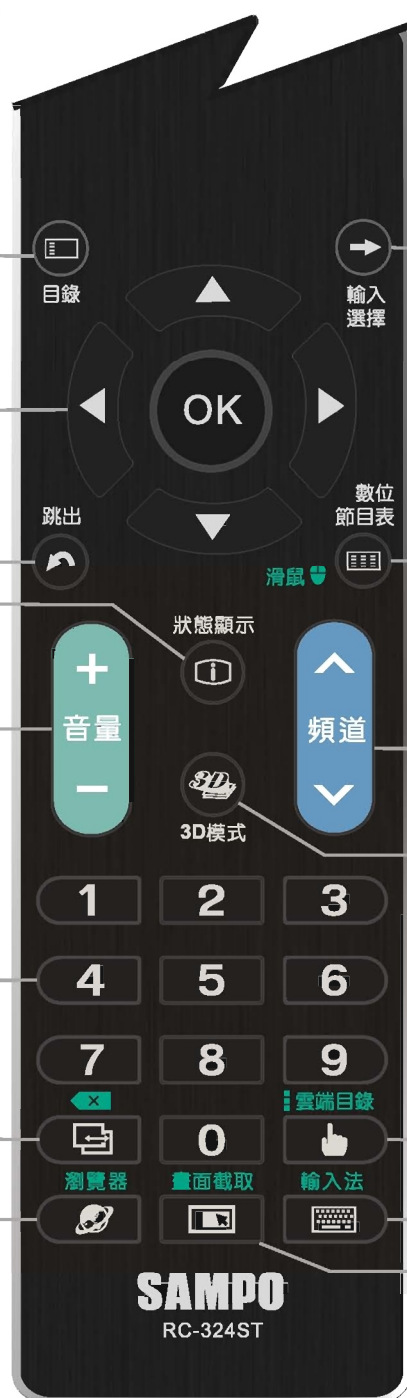 目錄
輸入
選擇
OK
跳出
數位
節目表
滑鼠
狀態顯示
+
音量
−
頻道
3D
3D模式
1 2 3
4 5 6
7 8 9
雲端目錄
0
瀏覽器 畫面截取 輸入法
SAMPO
RC-324ST